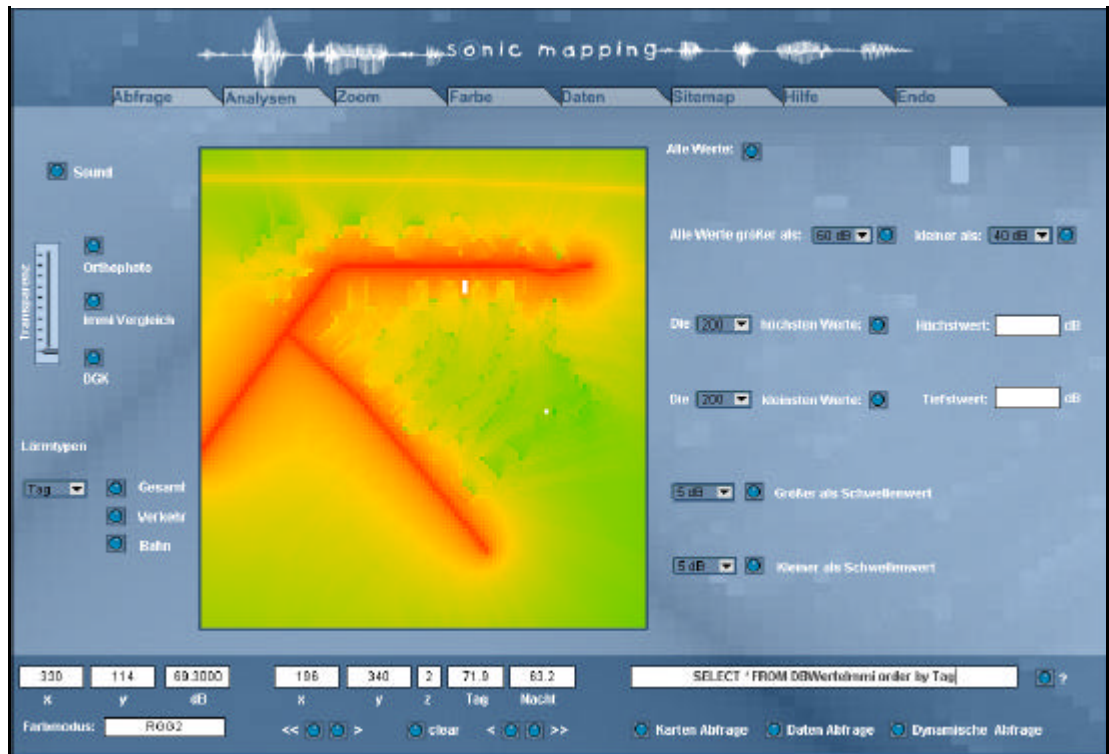 sonic mapping
Abfrage Analysen Zoom Farbe Daten Sitemap Hilfe Ende
Sound
Transparenz
Orthophoto
Immi Vergleich
DGK
Lärmtypen
Tag
Gesamt
Verkehr
Bahn
Alle Werte:
Alle Werte größer als: 60 dB kleiner als: 40 dB
Die 200 höchsten Werte: Höchstwert: dB
Die 200 kleinsten Werte: Tiefstwert: dB
5 dB Größer als Schwellenwert
5 dB Kleiner als Schwellenwert
330 114 69.3000 196 340 2 71.9 63.2 SELECT * FROM DBWerteImmi order by Tag ?
x y dB x y z Tag Nacht
Farbmodus: RGG2 << > clear < >> Karten Abfrage Daten Abfrage Dynamische Abfrage